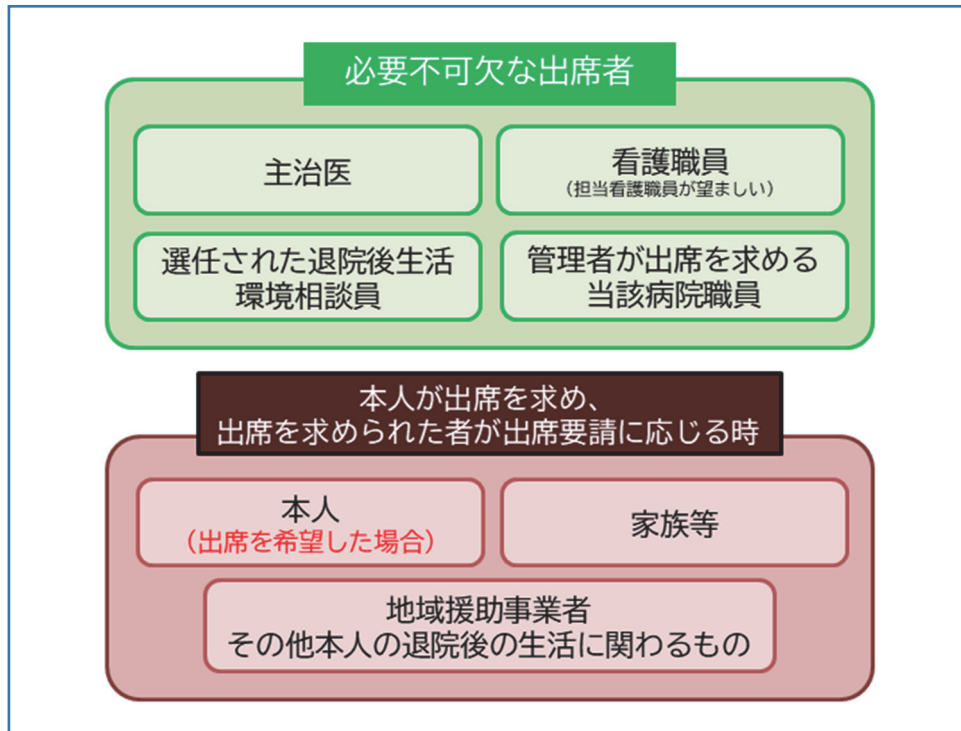 必要不可欠な出席者
主治医
看護職員
（担当看護職員が望ましい）
選任された退院後生活
環境相談員
管理者が出席を求める
当該病院職員
本人が出席を求め、
出席を求められた者が出席要請に応じる時
本人
（出席を希望した場合）
家族等
地域援助事業者
その他本人の退院後の生活に関わるもの